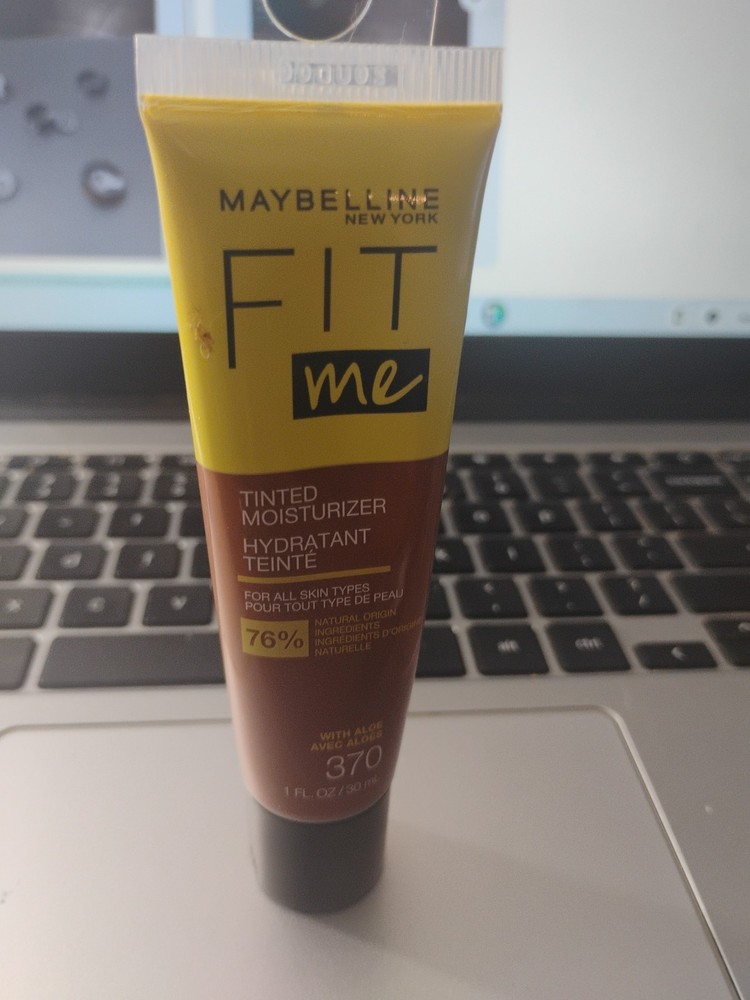 MAYBELLINE
NEW YORK
FIT
me
TINTED
MOISTURIZER
HYDRATANT
TEINTÉ
FOR ALL SKIN TYPES
POUR TOUT TYPE DE PEAU
76%
NATURAL ORIGIN
INGREDIENTS
INGRÉDIENTS D'ORIGINE
NATURELLE
WITH ALOE
AVEC ALOÈS
370
1 FL. OZ / 30 mL